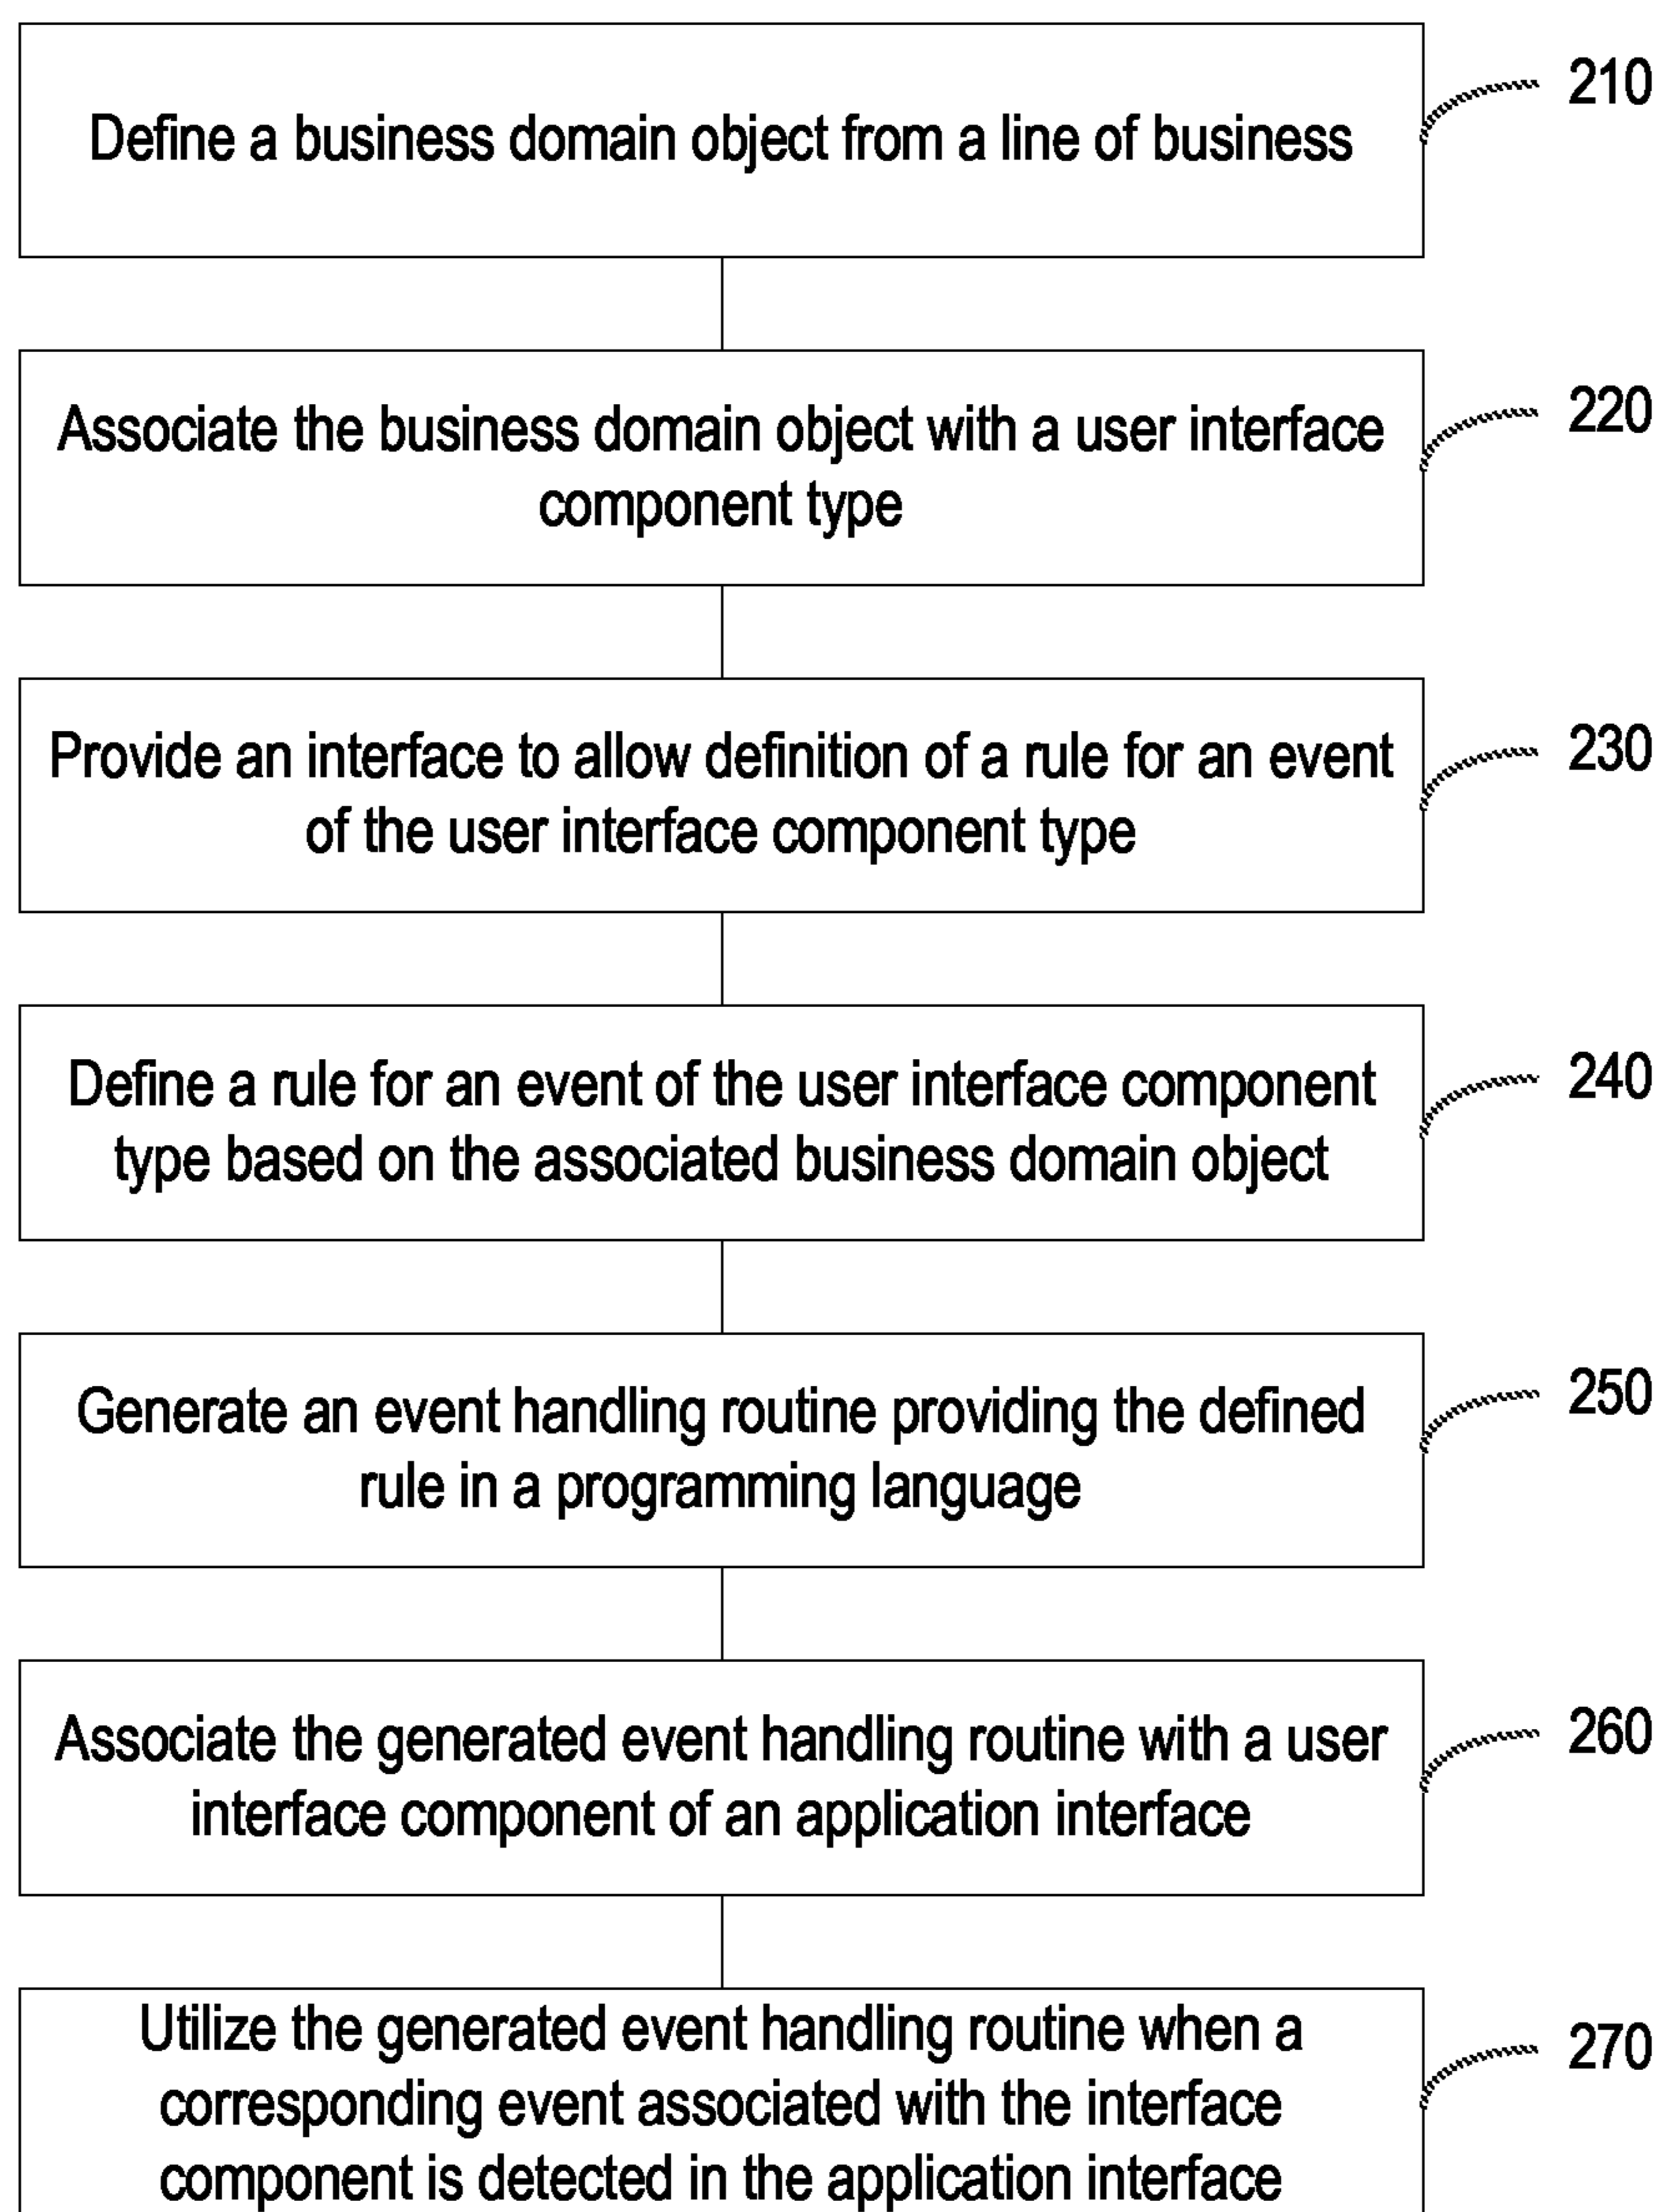 Define a business domain object from a line of business
210
Associate the business domain object with a user interface
component type
220
Provide an interface to allow definition of a rule for an event
of the user interface component type
230
Define a rule for an event of the user interface component
type based on the associated business domain object
240
Generate an event handling routine providing the defined
rule in a programming language
250
Associate the generated event handling routine with a user
interface component of an application interface
260
Utilize the generated event handling routine when a
corresponding event associated with the interface
component is detected in the application interface
270